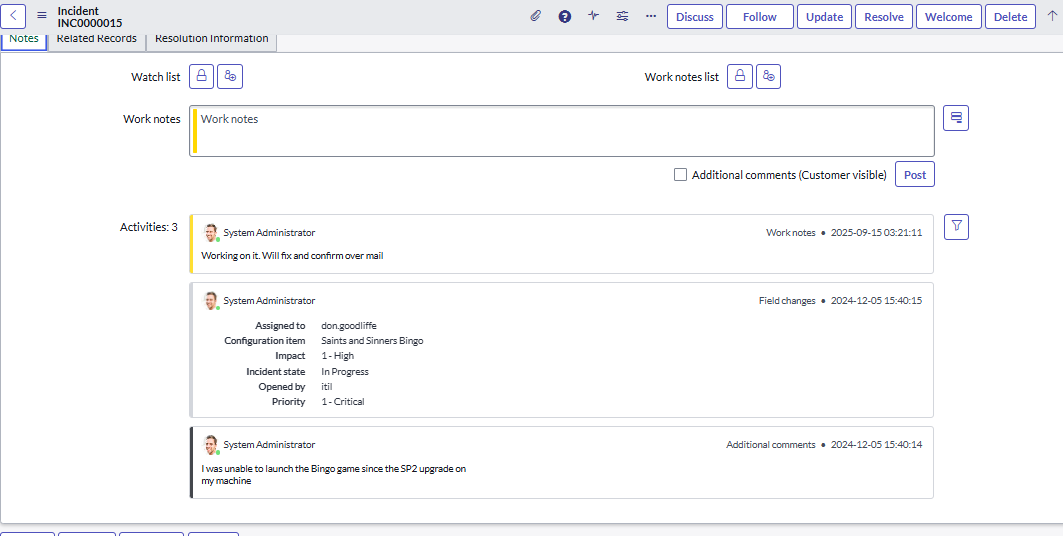 Incident
INC0000015
Discuss
Follow
Update
Resolve
Welcome
Delete
Notes
Related Records
Resolution Information
Watch list
Work notes list
Work notes
Work notes
Additional comments (Customer visible)
Post
Activities: 3
System Administrator
Work notes • 2025-09-15 03:21:11
Working on it. Will fix and confirm over mail
System Administrator
Field changes • 2024-12-05 15:40:15
Assigned to don.goodliffe
Configuration item Saints and Sinners Bingo
Impact 1 - High
Incident state In Progress
Opened by itil
Priority 1 - Critical
System Administrator
Additional comments • 2024-12-05 15:40:14
I was unable to launch the Bingo game since the SP2 upgrade on
my machine